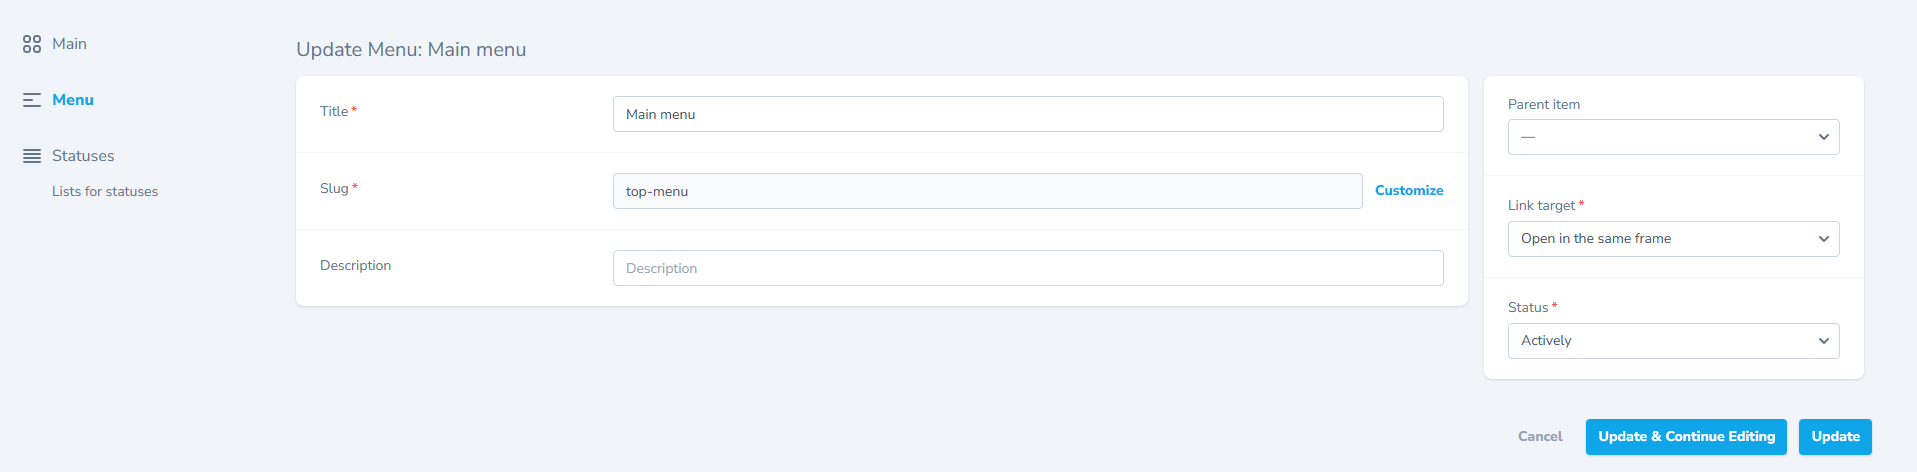 Main
Menu
Statuses
Lists for statuses
Update Menu: Main menu
Title *
Main menu
Slug *
top-menu
Customize
Description
Description
Parent item
—
Link target *
Open in the same frame
Status *
Actively
Cancel
Update & Continue Editing
Update